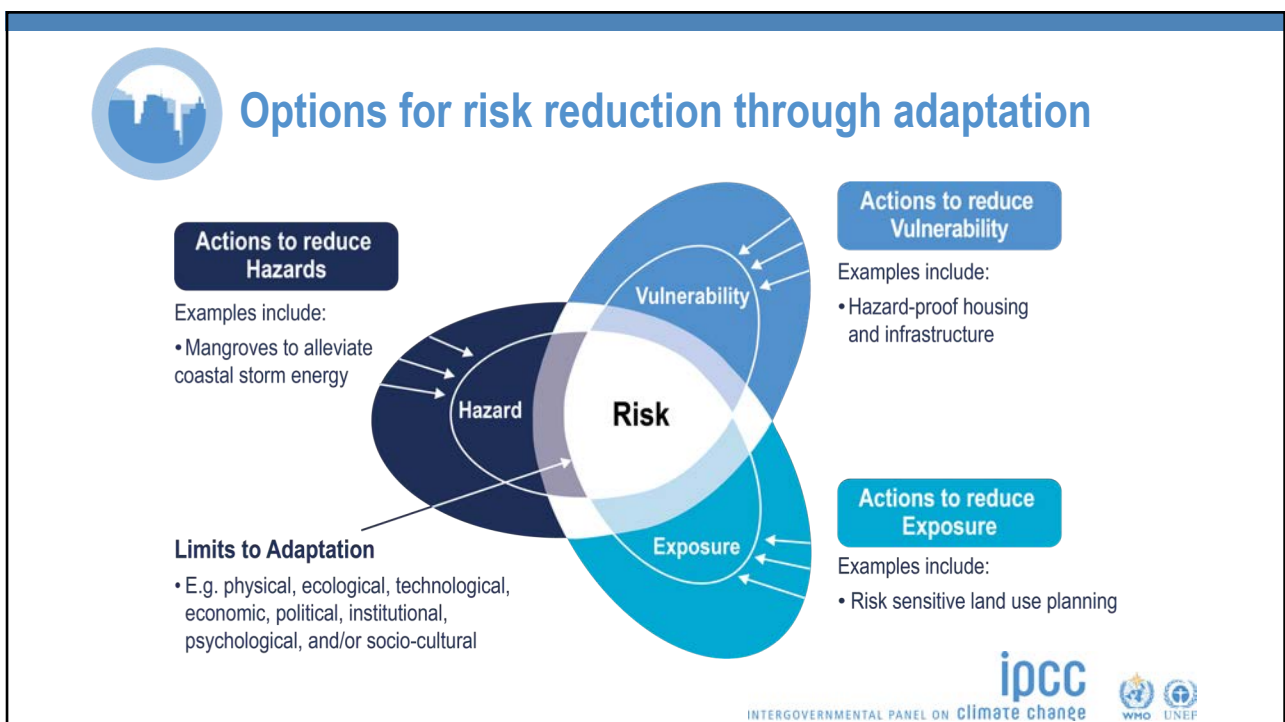 Options for risk reduction through adaptation
Actions to reduce
Hazards
Examples include:
• Mangroves to alleviate
coastal storm energy
Actions to reduce
Vulnerability
Examples include:
• Hazard-proof housing
and infrastructure
Vulnerability
Hazard
Risk
Exposure
Actions to reduce
Exposure
Examples include:
• Risk sensitive land use planning
Limits to Adaptation
• E.g. physical, ecological, technological,
economic, political, institutional,
psychological, and/or socio-cultural
ipcc
INTERGOVERNMENTAL PANEL ON climate change
WMO UNEP